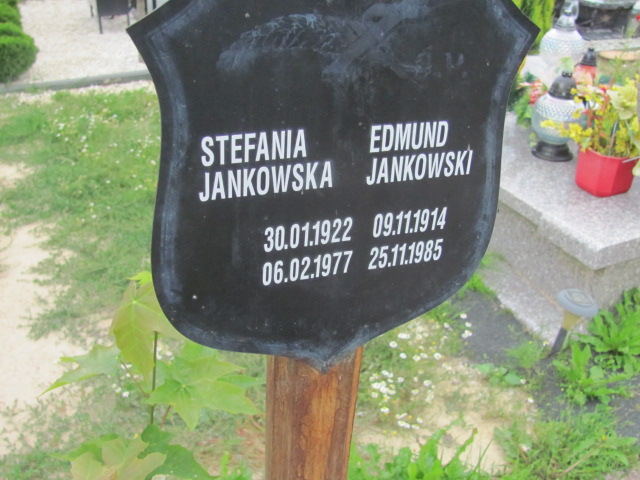 STEFANIA
JANKOWSKA
30.01.1922
06.02.1977
EDMUND
JANKOWSKI
09.11.1914
25.11.1985